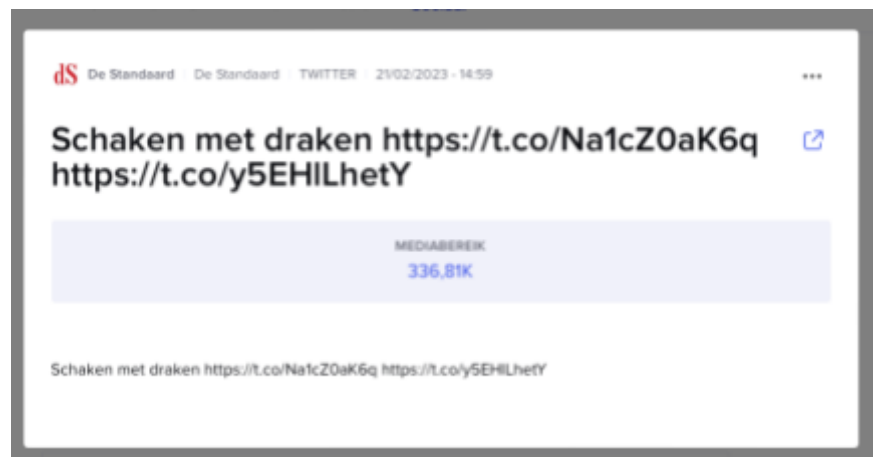 dS De Standaard De Standaard TWITTER 21/02/2023 - 14:59
Schaken met draken https://t.co/Na1cZ0aK6q
https://t.co/y5EHlLhetY
MEDIABEREIK
336,81K
Schaken met draken https://t.co/Na1cZ0aK6q https://t.co/y5EHlLhetY